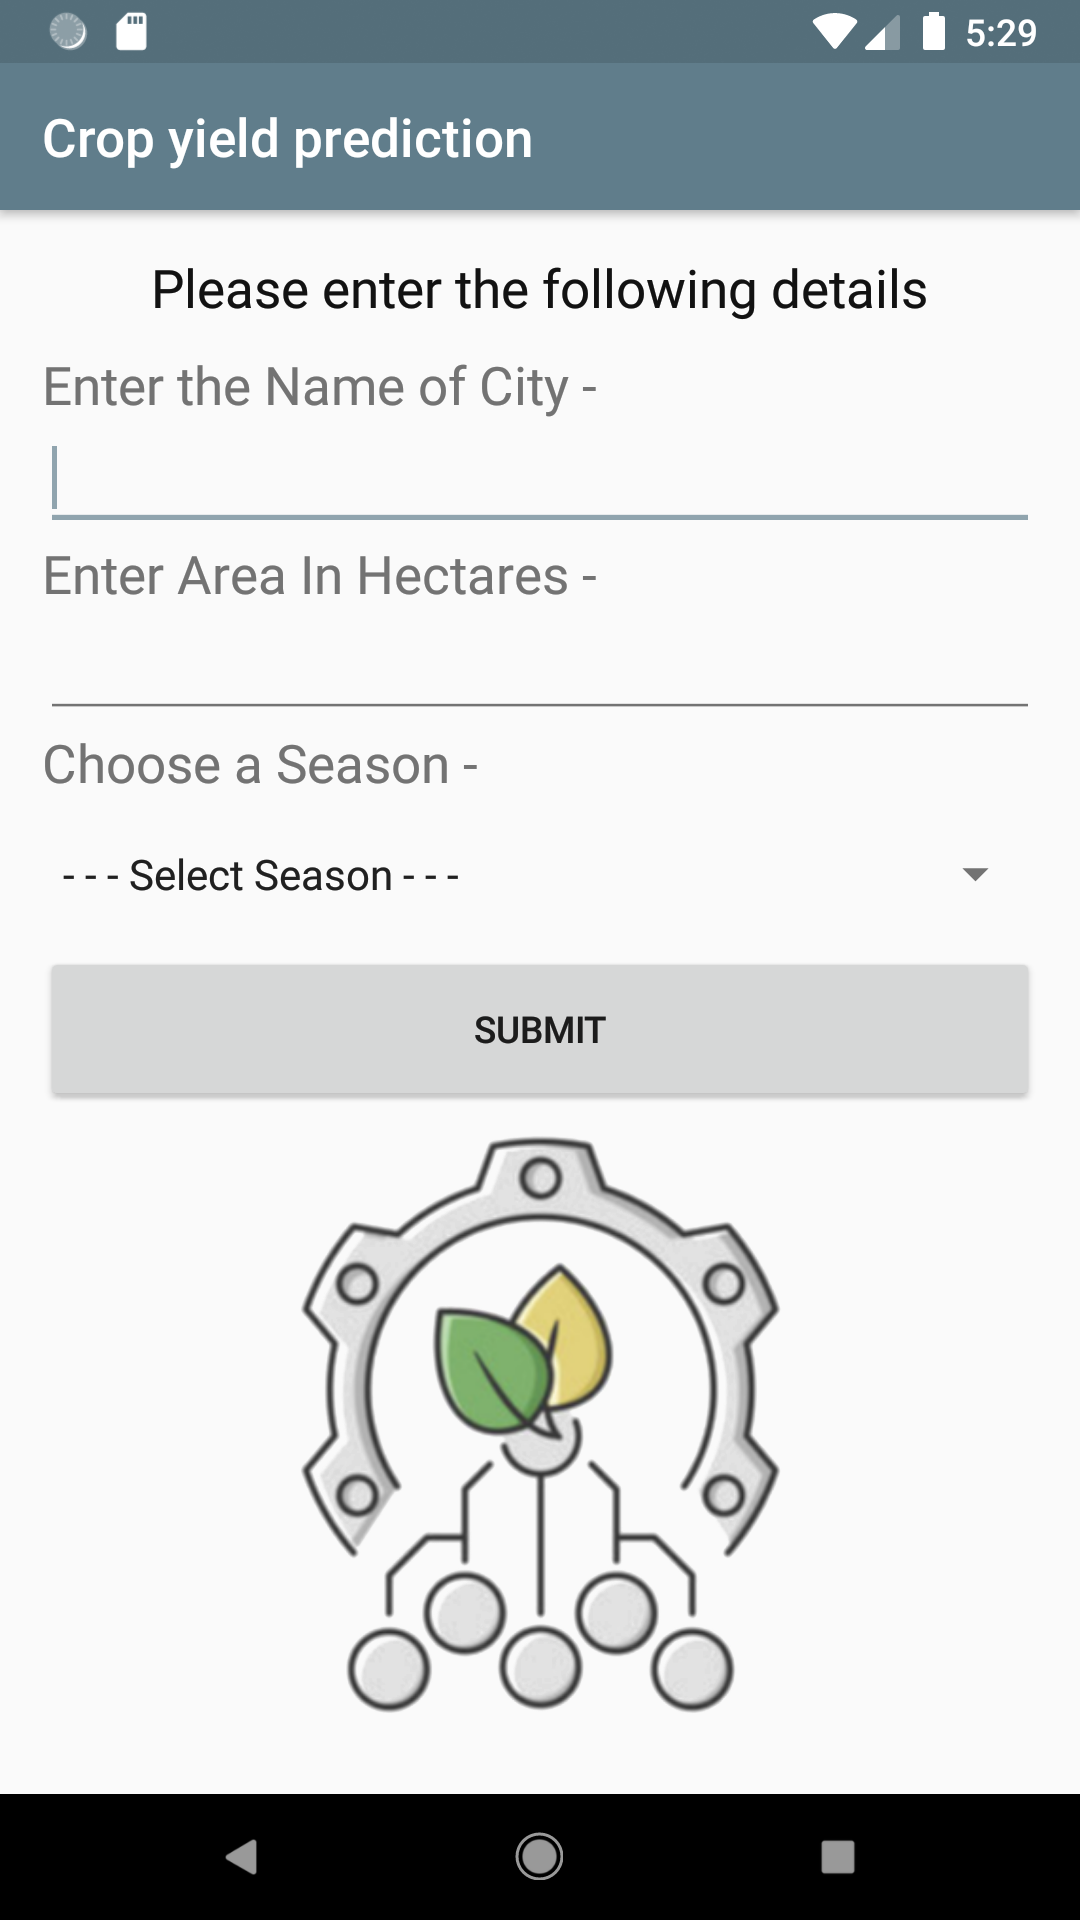 5:29
Crop yield prediction
Please enter the following details
Enter the Name of City -
Enter Area In Hectares -
Choose a Season -
- - - Select Season - - -
SUBMIT